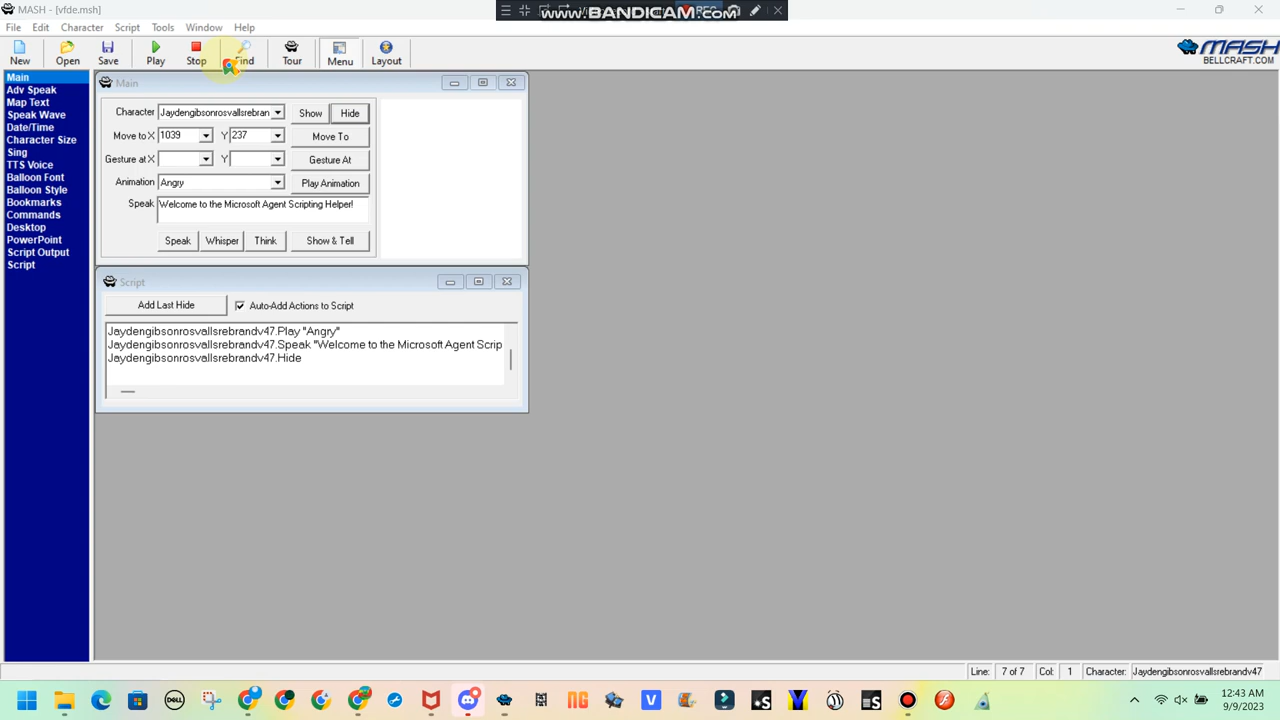 MASH - [vfde.msh]
www.BANDICAM.com
REC
File Edit Character Script Tools Window Help
New Open Save Play Stop Find Tour Menu Layout
MASH
BELLCRAFT.COM
Main
Adv Speak
Map Text
Speak Wave
Date/Time
Character Size
Sing
TTS Voice
Balloon Font
Balloon Style
Bookmarks
Commands
Desktop
PowerPoint
Script Output
Script
Main
Character Jaydengibsonrosvallsrebran Show Hide
Move to X 1039 Y 237 Move To
Gesture at X Y Gesture At
Animation Angry Play Animation
Speak Welcome to the Microsoft Agent Scripting Helper!
Speak Whisper Think Show & Tell
Script
Add Last Hide Auto-Add Actions to Script
Jaydengibsonrosvallsrebrandv47.Play "Angry"
Jaydengibsonrosvallsrebrandv47.Speak "Welcome to the Microsoft Agent Scrip
Jaydengibsonrosvallsrebrandv47.Hide
Line: 7 of 7 Col: 1 Character: Jaydengibsonrosvallsrebrandv47
DELL
NG
V
S
Y
S
12:43 AM
9/9/2023